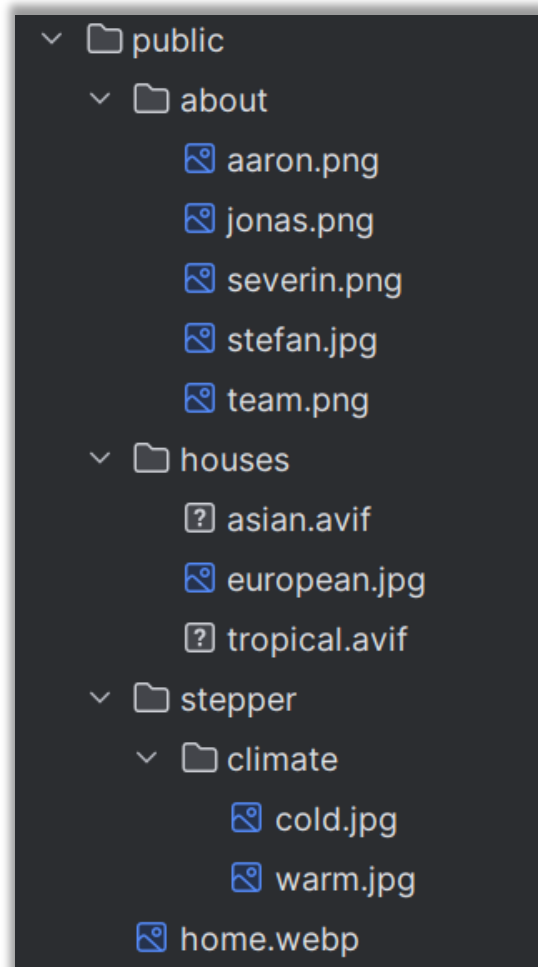 public
about
aaron.png
jonas.png
severin.png
stefan.jpg
team.png
houses
asian.avif
european.jpg
tropical.avif
stepper
climate
cold.jpg
warm.jpg
home.webp